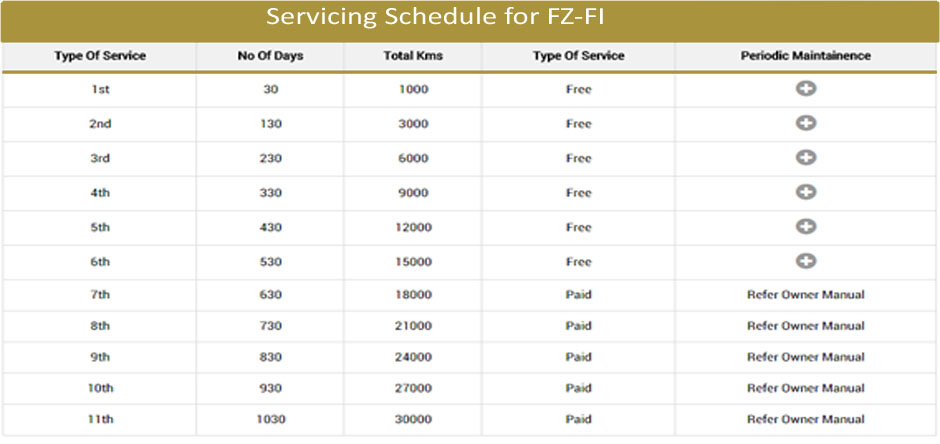 Servicing Schedule for FZ-FI
Type Of Service No Of Days Total Kms Type Of Service Periodic Maintainence
1st 30 1000 Free
2nd 130 3000 Free
3rd 230 6000 Free
4th 330 9000 Free
5th 430 12000 Free
6th 530 15000 Free
7th 630 18000 Paid Refer Owner Manual
8th 730 21000 Paid Refer Owner Manual
9th 830 24000 Paid Refer Owner Manual
10th 930 27000 Paid Refer Owner Manual
11th 1030 30000 Paid Refer Owner Manual